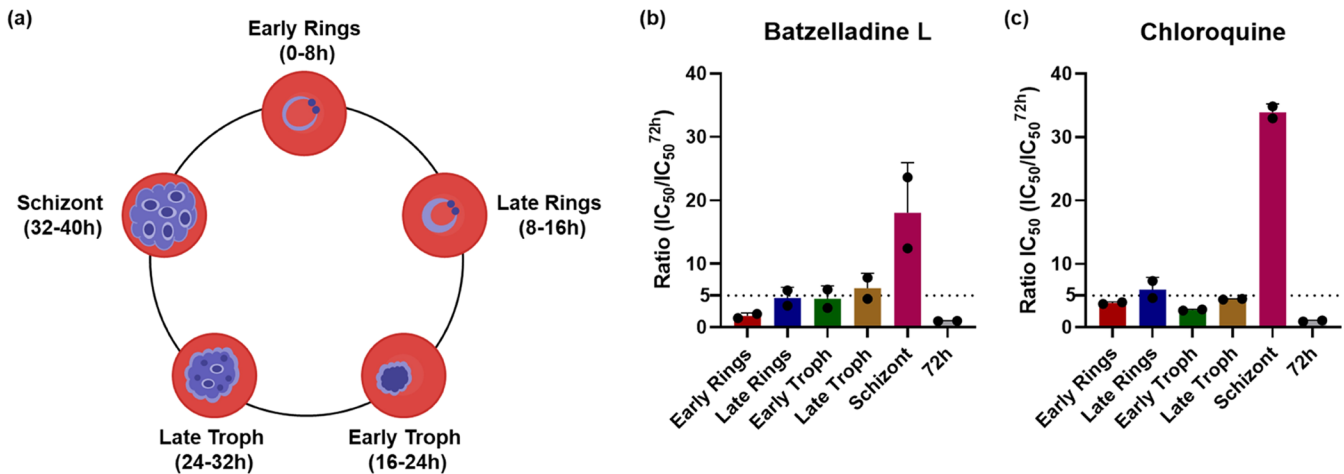 (a)
Early Rings
(0-8h)
Late Rings
(8-16h)
Early Troph
(16-24h)
Late Troph
(24-32h)
Schizont
(32-40h)
(b)
Batzelladine L
Ratio (IC50/IC50 72h)
40
30
20
10
5
0
Early Rings
Late Rings
Early Troph
Late Troph
Schizont
72h
(c)
Chloroquine
Ratio IC50 (IC50/IC50 72h)
40
30
20
10
5
0
Early Rings
Late Rings
Early Troph
Late Troph
Schizont
72h